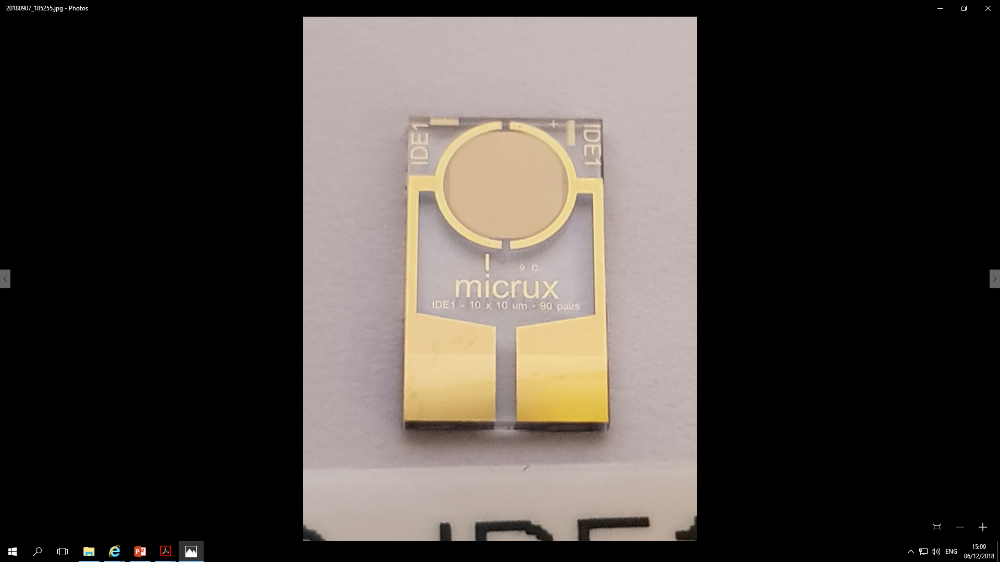 20180907_185255.jpg - Photos
IDE1
+
IDE1
9 C
micrux
IDE1 - 10 x 10 um - 90 pairs
IDE1
ENG
15:09
06/12/2018